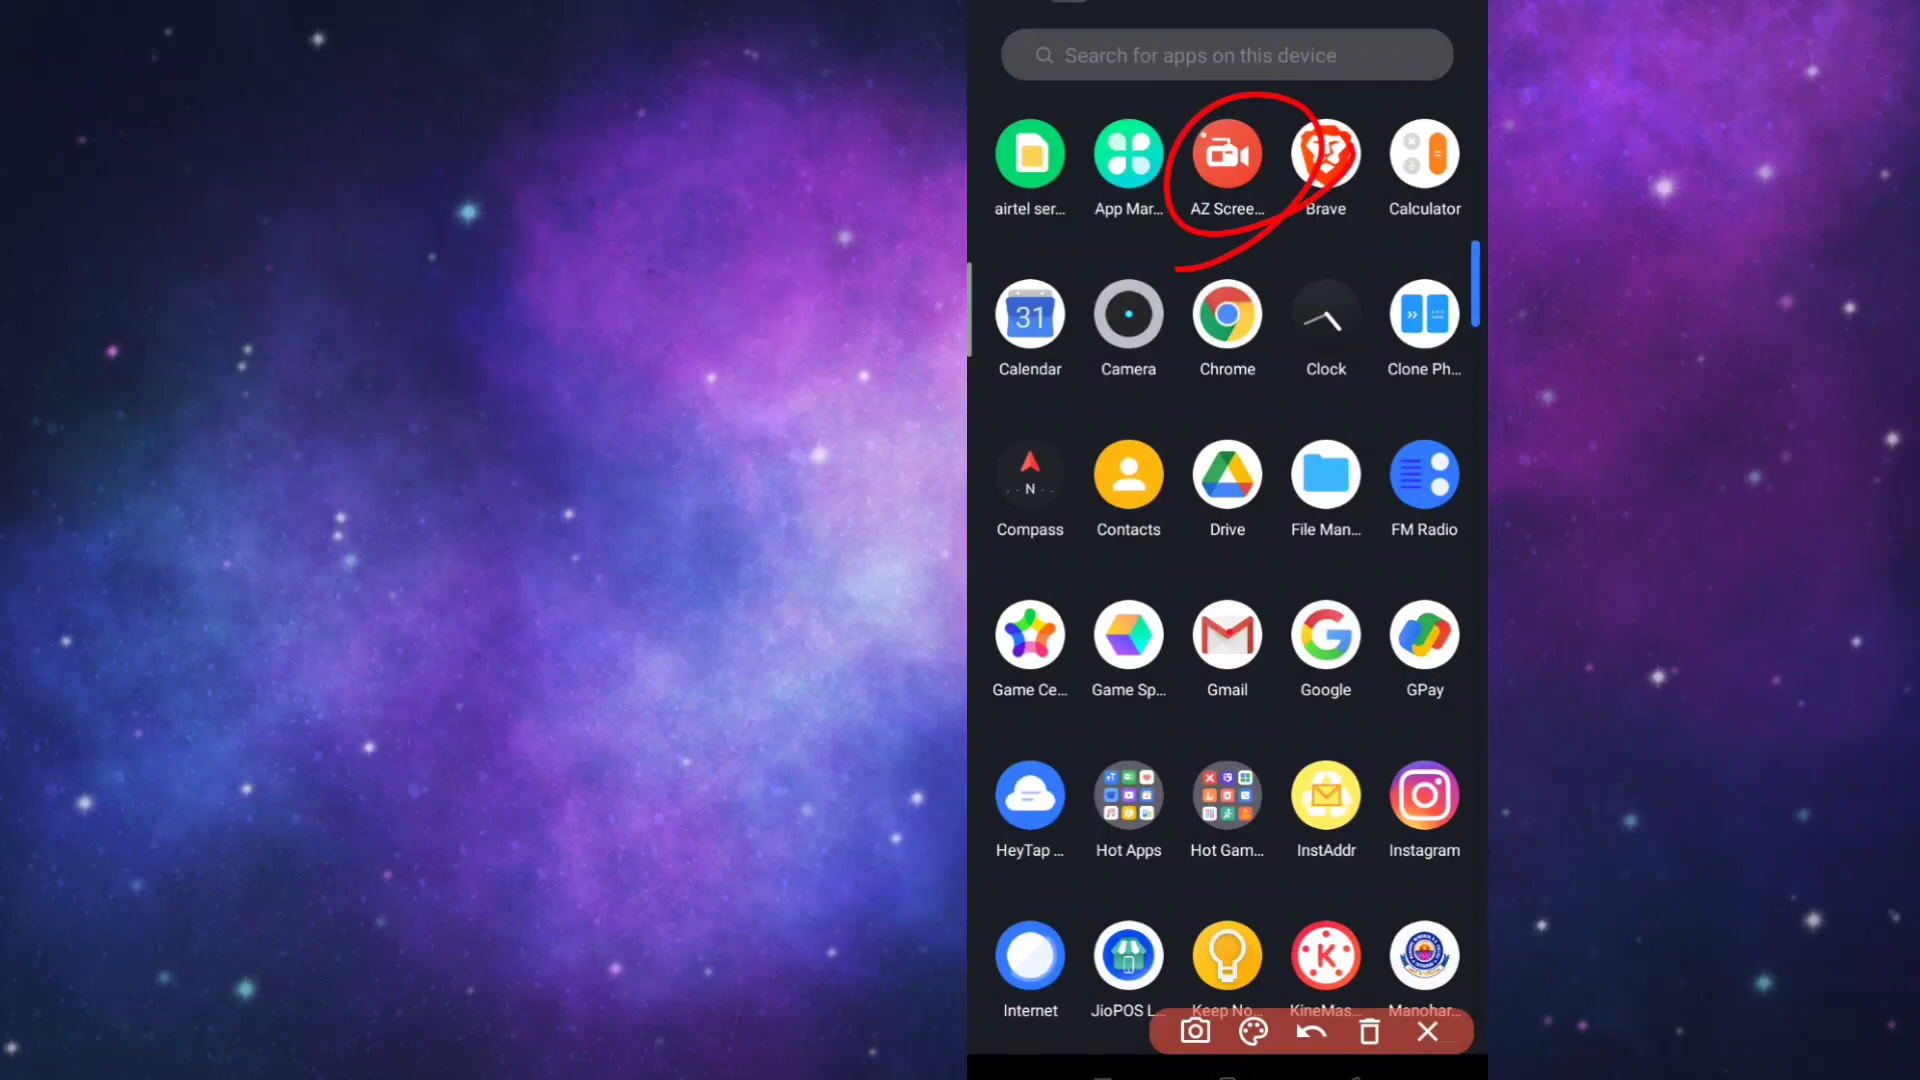 Search for apps on this device
airtel ser... App Mar... AZ Scree... Brave Calculator
31
Calendar Camera Chrome Clock Clone Ph...
N
Compass Contacts Drive File Man... FM Radio
Game Ce... Game Sp... Gmail Google GPay
HeyTap ... Hot Apps Hot Gam... InstAddr Instagram
K
Internet JioPOS L... Keep No... KineMas... Manohar...